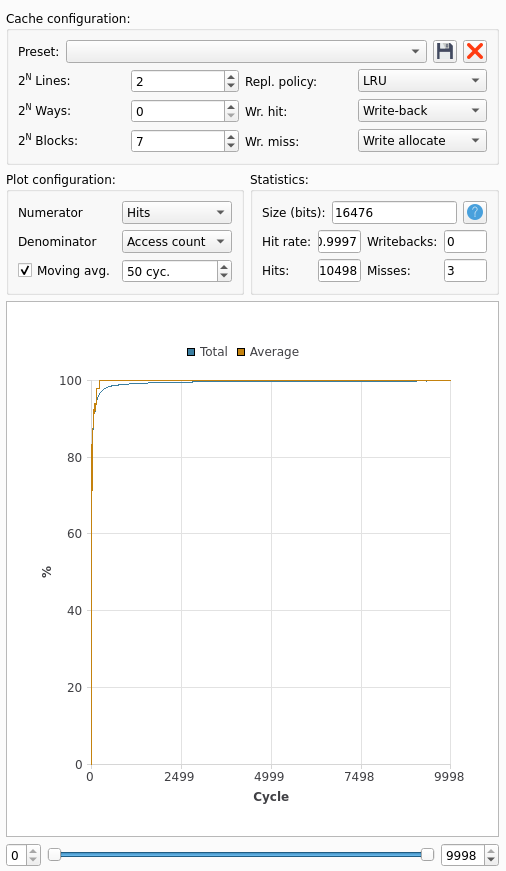 Cache configuration:
Preset:
2^N Lines: 2 Repl. policy: LRU
2^N Ways: 0 Wr. hit: Write-back
2^N Blocks: 7 Wr. miss: Write allocate
Plot configuration: Statistics:
Numerator Hits Size (bits): 16476 ?
Denominator Access count Hit rate: 0.9997 Writebacks: 0
Moving avg. 50 cyc. Hits: 10498 Misses: 3
Total Average
100
80
60
40
20
0
%
0 2499 4999 7498 9998
Cycle
0 9998